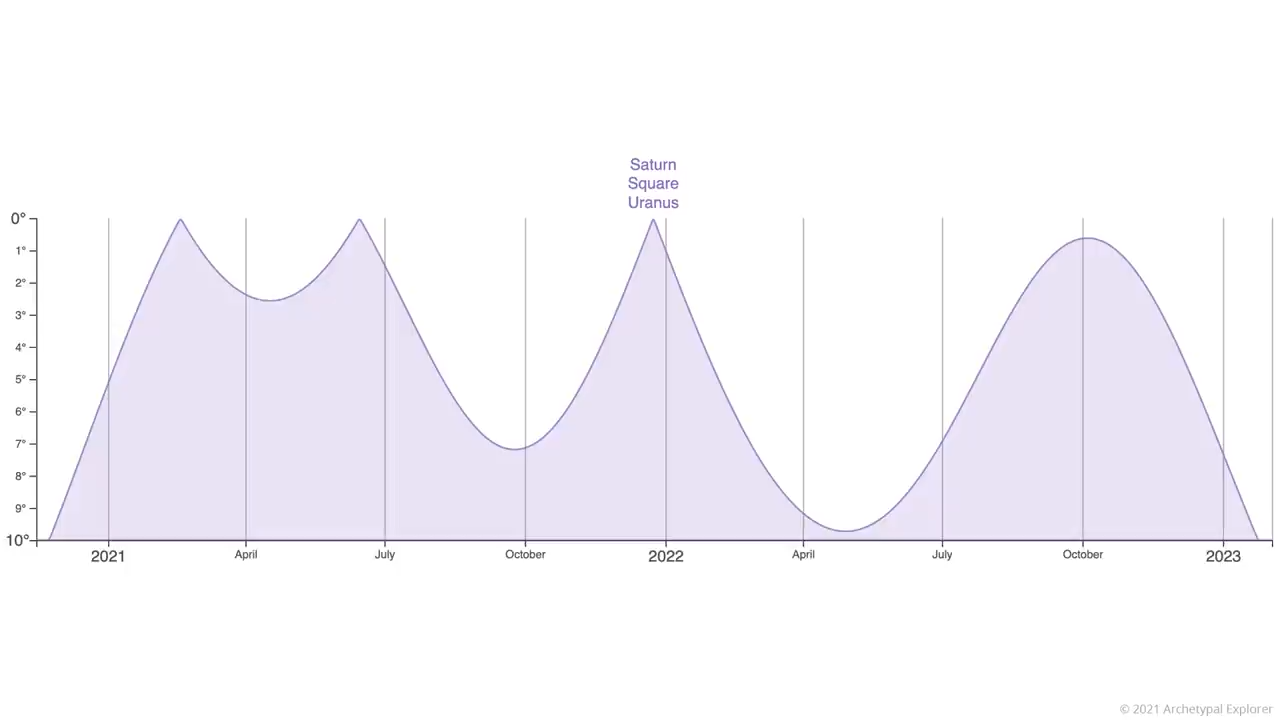 Saturn
Square
Uranus
0°
1°
2°
3°
4°
5°
6°
7°
8°
9°
10°
2021 April July October 2022 April July October 2023
© 2021 Archetypal Explorer